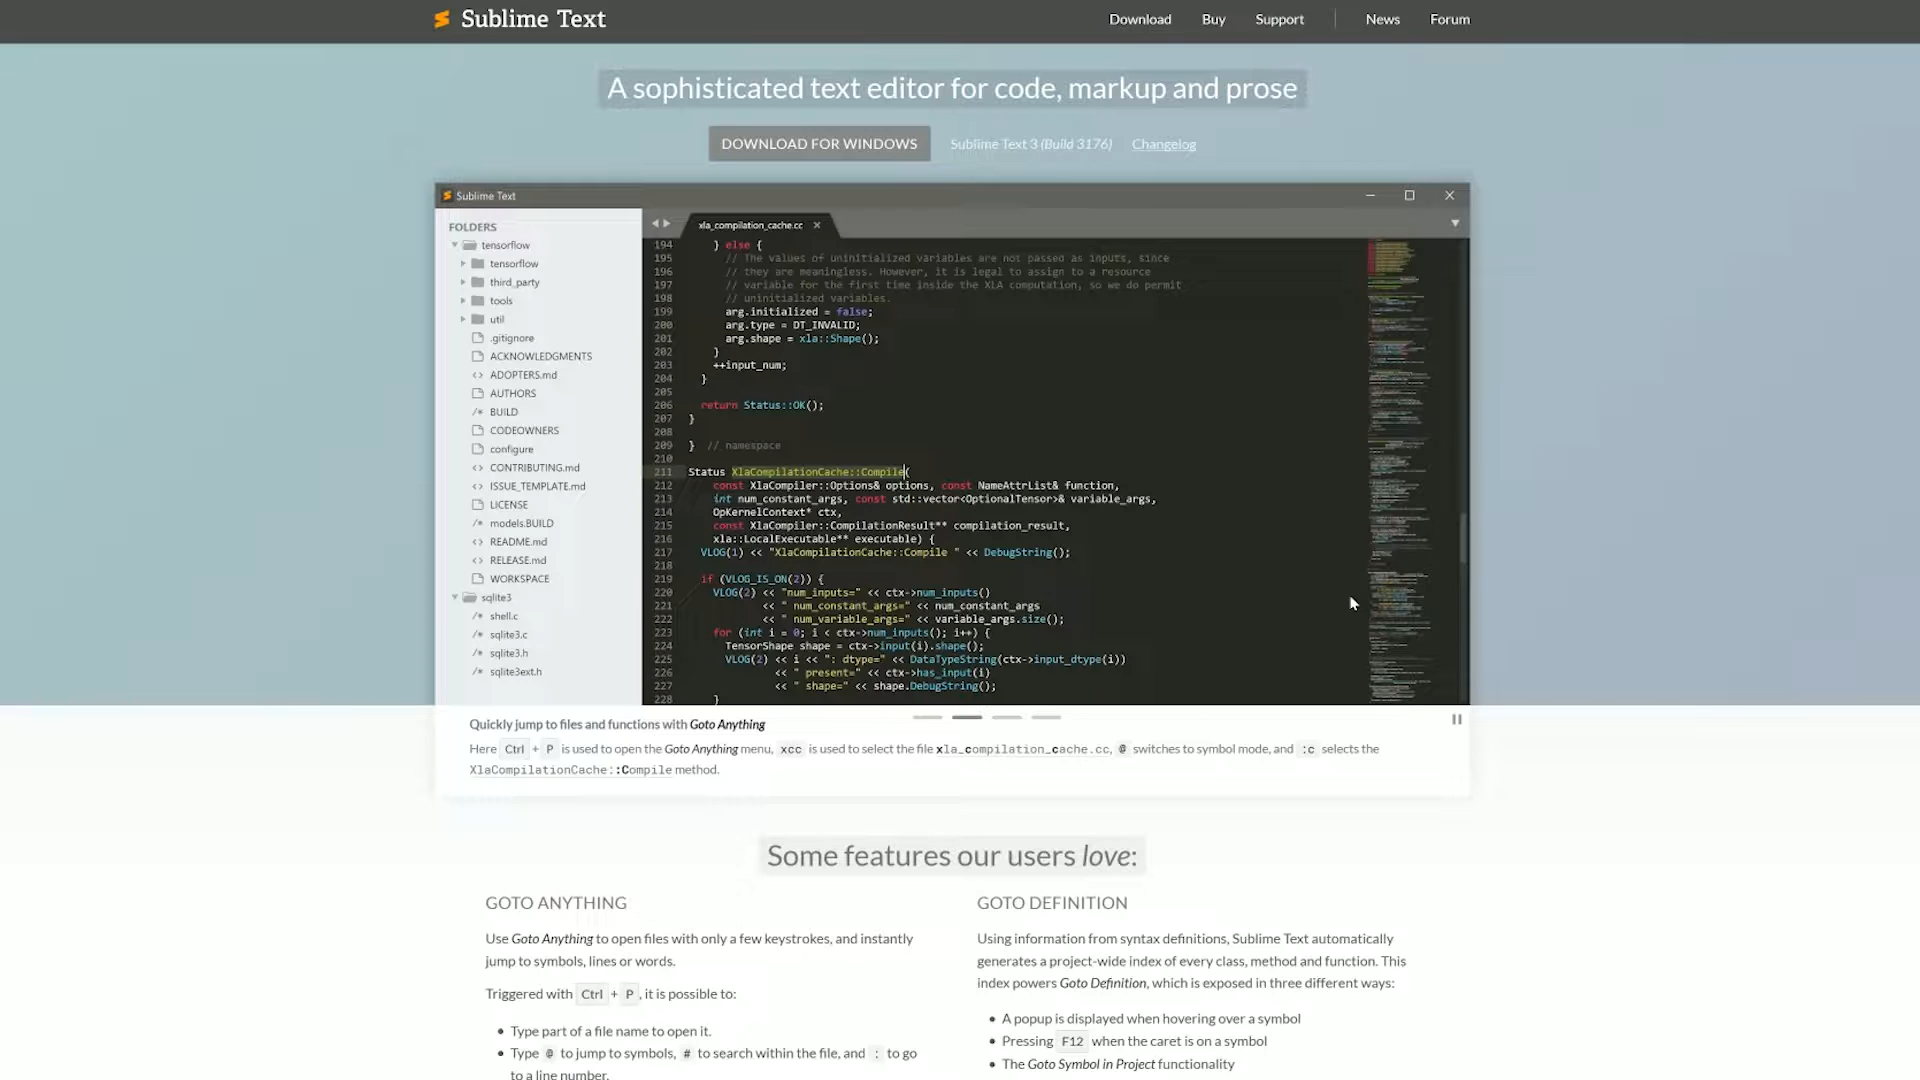 Sublime Text
Download Buy Support News Forum
A sophisticated text editor for code, markup and prose
DOWNLOAD FOR WINDOWS Sublime Text 3 (Build 3176) Changelog
Sublime Text
FOLDERS
tensorflow
tensorflow
third_party
tools
util
.gitignore
ACKNOWLEDGMENTS
ADOPTERS.md
AUTHORS
BUILD
CODEOWNERS
configure
CONTRIBUTING.md
ISSUE_TEMPLATE.md
LICENSE
models.BUILD
README.md
RELEASE.md
WORKSPACE
sqlite3
shell.c
sqlite3.c
sqlite3.h
sqlite3ext.h
xla_compilation_cache.cc
194 } else {
195 // The values of uninitialized variables are not passed as inputs, since
196 // they are meaningless. However, it is legal to assign to a resource
197 // variable for the first time inside the XLA computation, so we do permit
198 // uninitialized variables.
199 arg.initialized = false;
200 arg.type = DT_INVALID;
201 arg.shape = xla::Shape();
202 }
203 ++input_num;
204 }
205
206 return Status::OK();
207 }
208
209 } // namespace
210
211 Status XlaCompilationCache::Compile(
212 const XlaCompiler::Options& options, const NameAttrList& function,
213 int num_constant_args, const std::vector<OptionalTensor>& variable_args,
214 OpKernelContext* ctx,
215 const XlaCompiler::CompilationResult** compilation_result,
216 xla::LocalExecutable** executable) {
217 VLOG(1) << "XlaCompilationCache::Compile " << DebugString();
218
219 if (VLOG_IS_ON(2)) {
220 VLOG(2) << "num_inputs=" << ctx->num_inputs()
221 << " num_constant_args=" << num_constant_args
222 << " num_variable_args=" << variable_args.size();
223 for (int i = 0; i < ctx->num_inputs(); i++) {
224 TensorShape shape = ctx->input(i).shape();
225 VLOG(2) << i << ": dtype=" << DataTypeString(ctx->input_dtype(i))
226 << " present=" << ctx->has_input(i)
227 << " shape=" << shape.DebugString();
228 }
Quickly jump to files and functions with Goto Anything
Here Ctrl + P is used to open the Goto Anything menu, xcc is used to select the file xla_compilation_cache.cc, @ switches to symbol mode, and :c selects the
XlaCompilationCache::Compile method.
Some features our users love:
GOTO ANYTHING
Use Goto Anything to open files with only a few keystrokes, and instantly
jump to symbols, lines or words.
Triggered with Ctrl + P, it is possible to:
• Type part of a file name to open it.
• Type @ to jump to symbols, # to search within the file, and : to go
to a line number.
GOTO DEFINITION
Using information from syntax definitions, Sublime Text automatically
generates a project-wide index of every class, method and function. This
index powers Goto Definition, which is exposed in three different ways:
• A popup is displayed when hovering over a symbol
• Pressing F12 when the caret is on a symbol
• The Goto Symbol in Project functionality